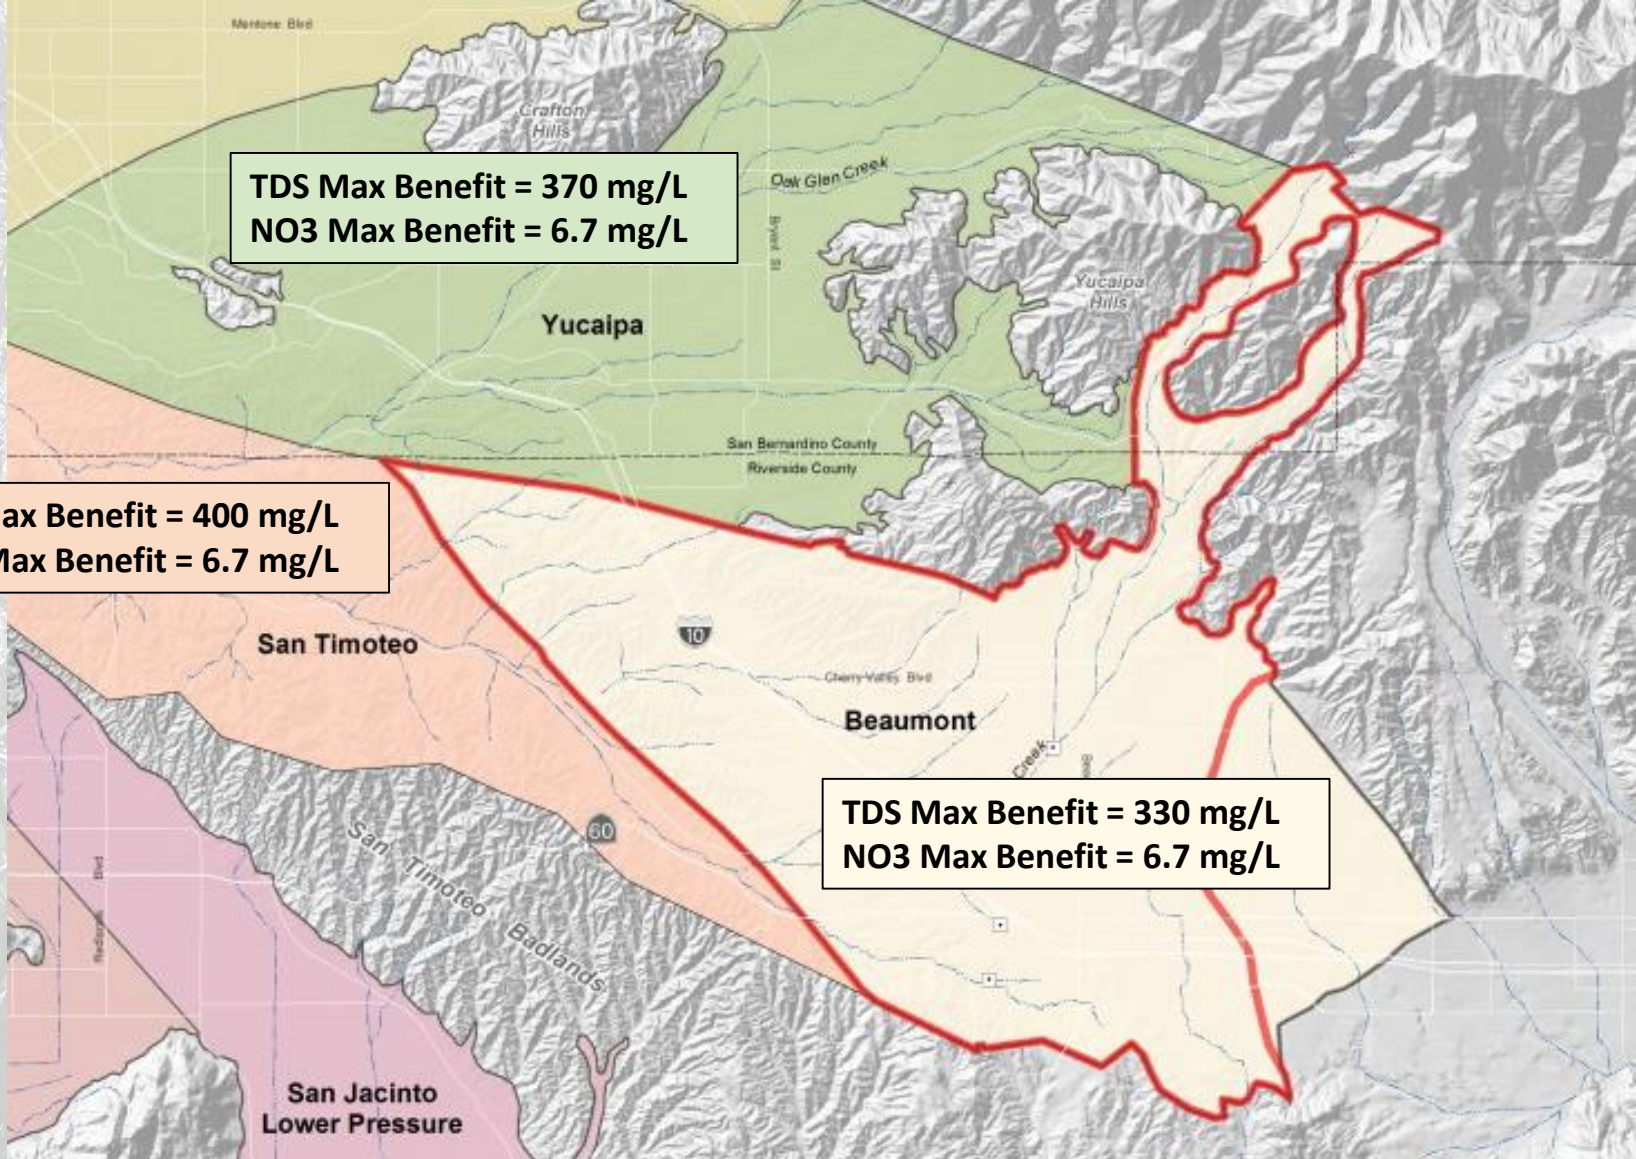 Mentone Blvd
Crafton
Hills
TDS Max Benefit = 370 mg/L
NO3 Max Benefit = 6.7 mg/L
Oak Glen Creek
Bryant St
Yucaipa
Hills
Yucaipa
San Bernardino County
Riverside County
ax Benefit = 400 mg/L
Max Benefit = 6.7 mg/L
San Timoteo
10
Cherry Valley Blvd
Beaumont
Creek
TDS Max Benefit = 330 mg/L
NO3 Max Benefit = 6.7 mg/L
60
San Timoteo Badlands
Blvd
San Jacinto
Lower Pressure